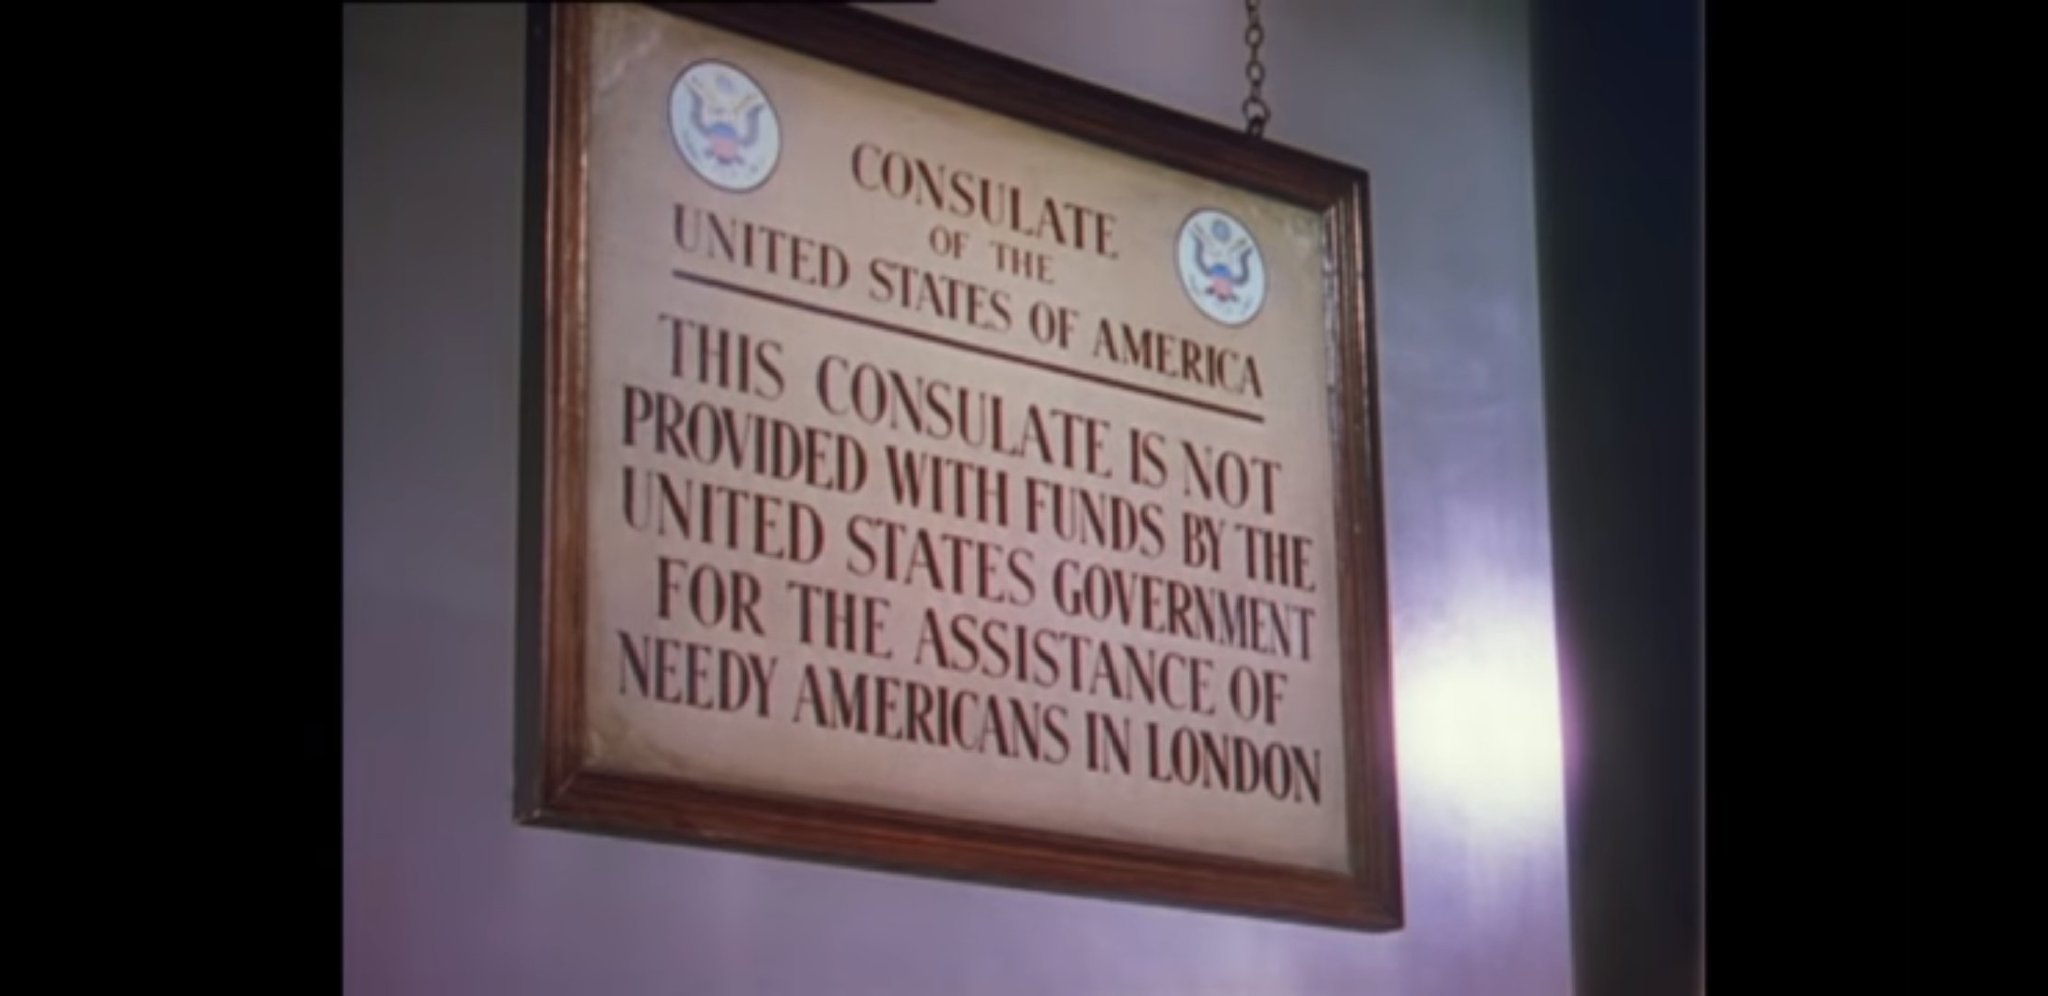 CONSULATE
OF THE
UNITED STATES OF AMERICA
THIS CONSULATE IS NOT
PROVIDED WITH FUNDS BY THE
UNITED STATES GOVERNMENT
FOR THE ASSISTANCE OF
NEEDY AMERICANS IN LONDON